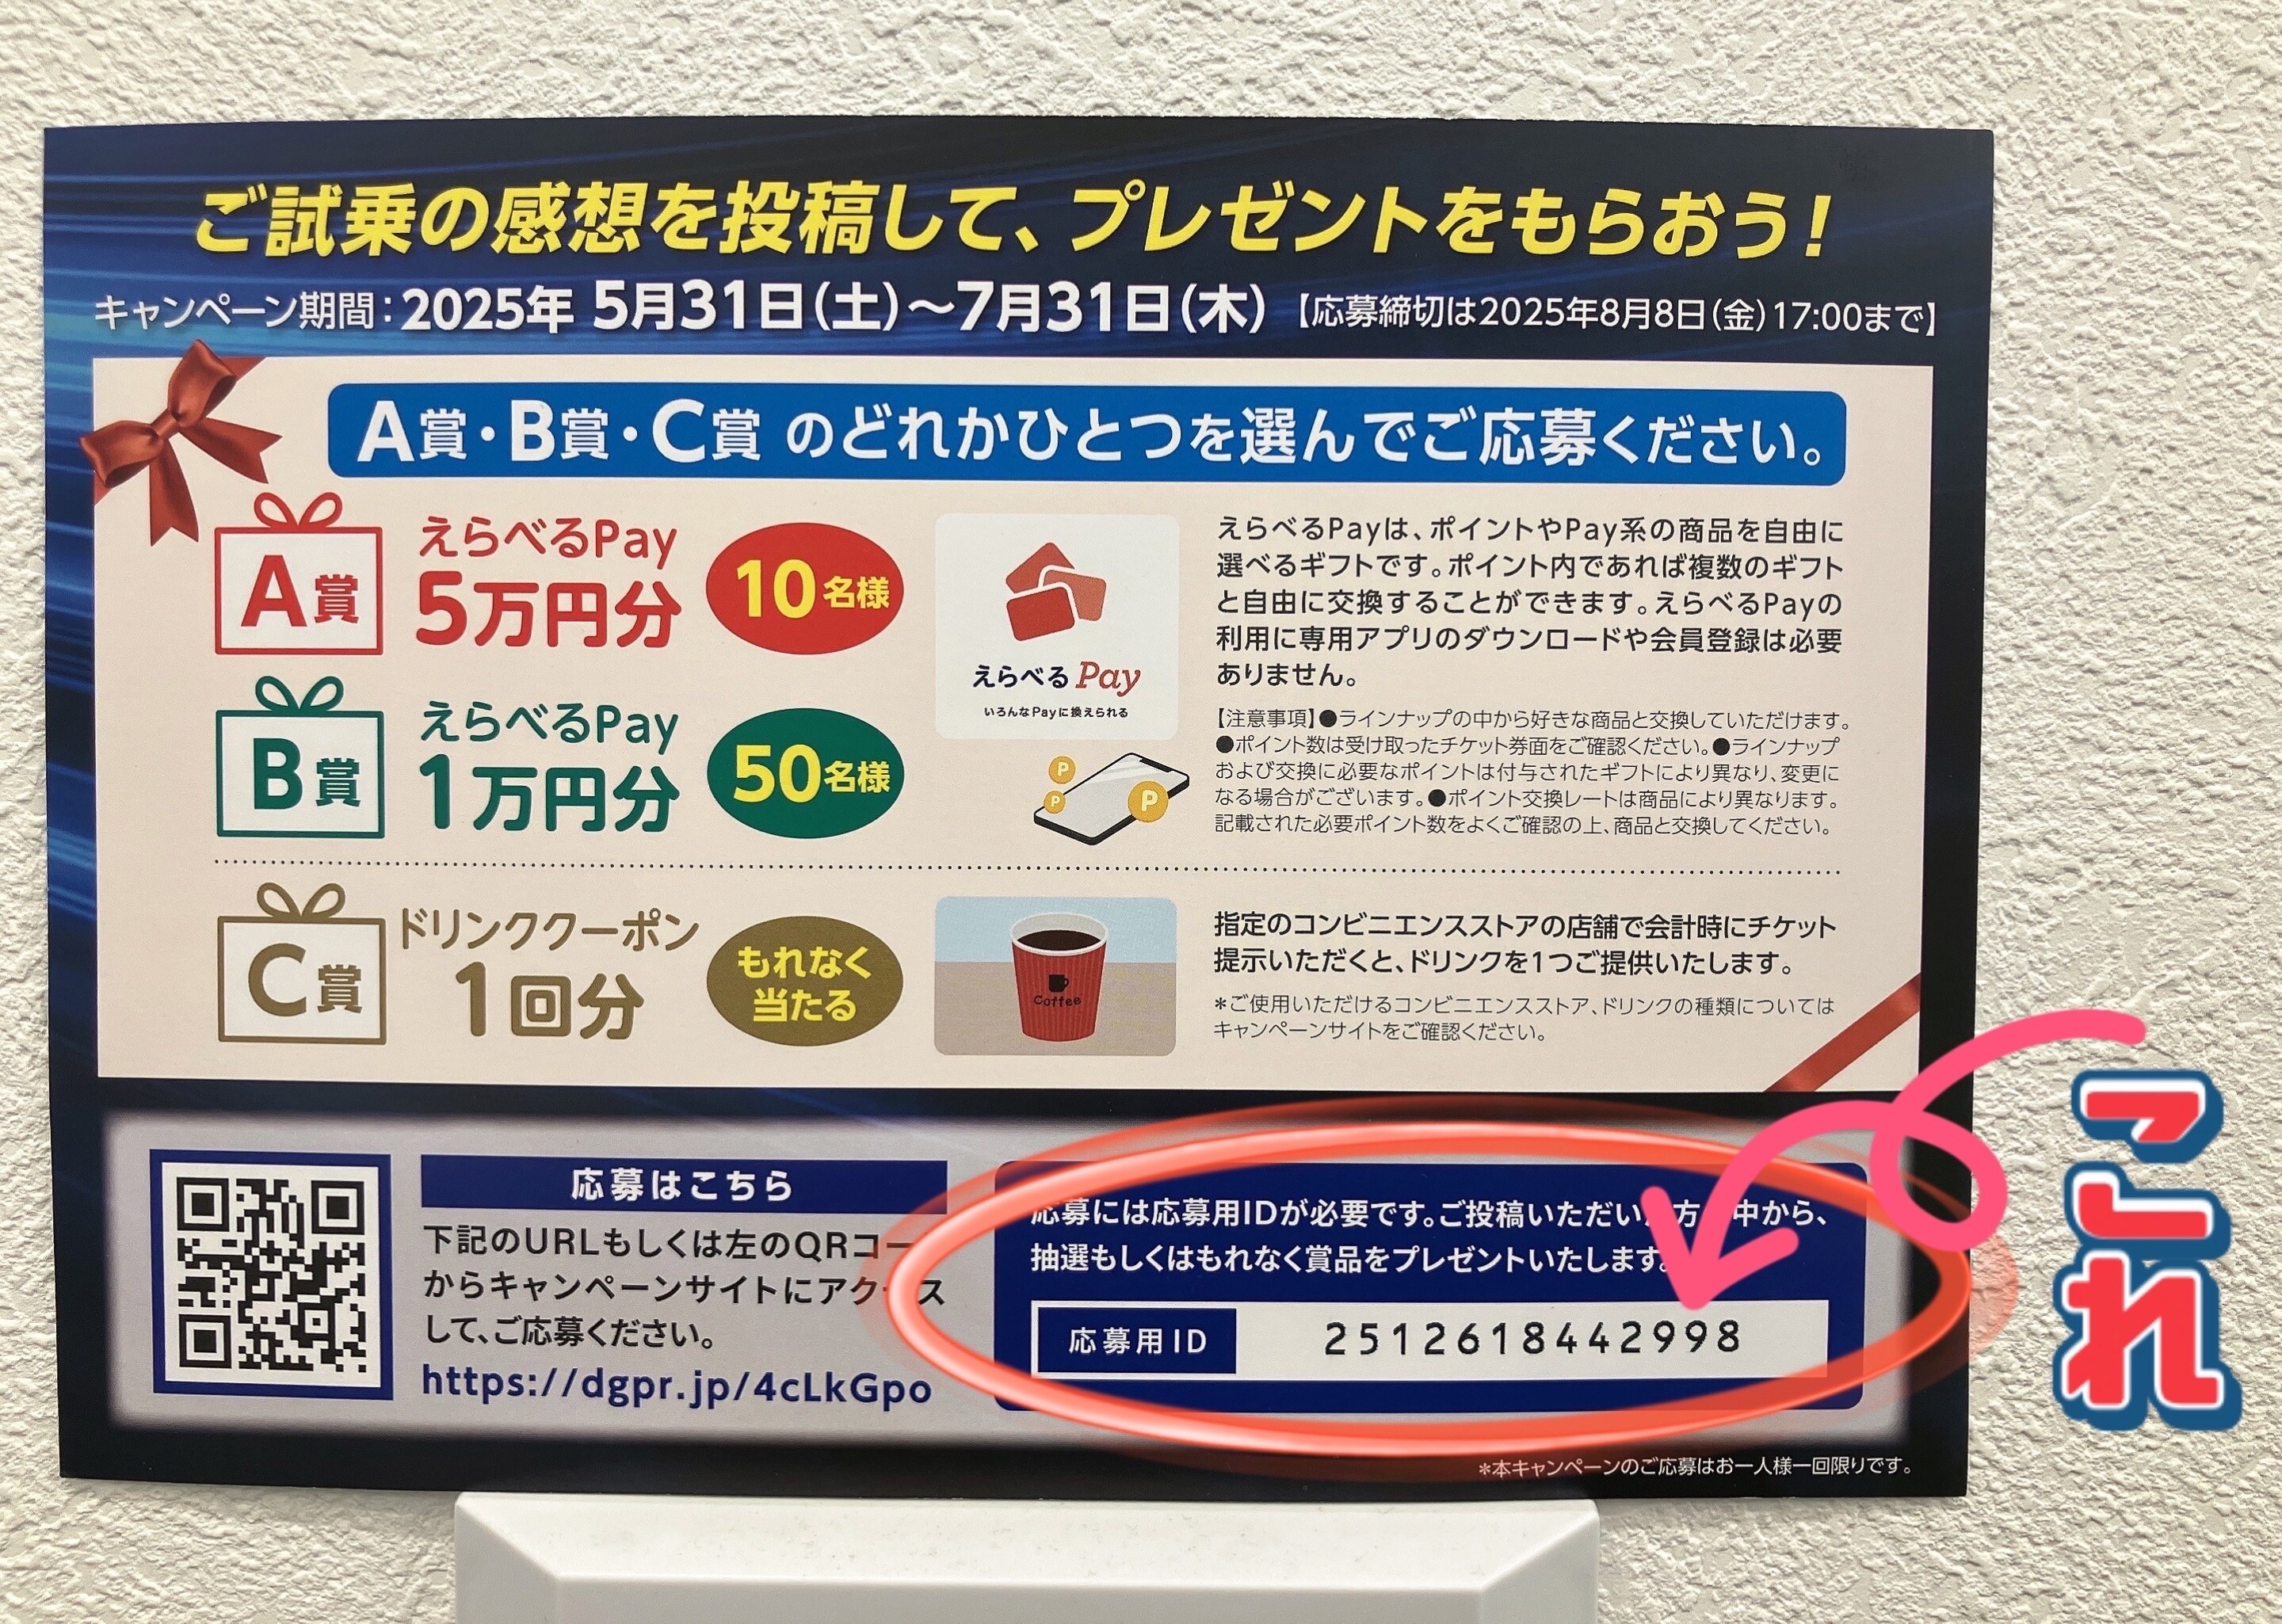 ご試乗の感想を投稿して、プレゼントをもらおう!
キャンペーン期間:2025年 5月31日(土)〜7月31日(木)【応募締切は2025年8月8日(金)17:00まで】
A賞・B賞・C賞 のどれかひとつを選んでご応募ください。
A賞
えらべるPay
5万円分
10名様
B賞
えらべるPay
1万円分
50名様
えらべる Pay
いろんなPayに換えられる
P
P
P
えらべるPayは、ポイントやPay系の商品を自由に
選べるギフトです。ポイント内であれば複数のギフト
と自由に交換することができます。えらべるPayの
利用に専用アプリのダウンロードや会員登録は必要
ありません。
【注意事項】●ラインナップの中から好きな商品と交換していただけます。
●ポイント数は受け取ったチケット券面をご確認ください。●ラインナップ
および交換に必要なポイントは付与されたギフトにより異なり、変更に
なる場合がございます。●ポイント交換レートは商品により異なります。
記載された必要ポイント数をよくご確認の上、商品と交換してください。
C賞
ドリンククーポン
1回分
もれなく
当たる
Coffee
指定のコンビニエンスストアの店舗で会計時にチケット
提示いただくと、ドリンクを1つご提供いたします。
*ご使用いただけるコンビニエンスストア、ドリンクの種類については
キャンペーンサイトをご確認ください。
応募はこちら
下記のURLもしくは左のQRコー
からキャンペーンサイトにアクセス
して、ご応募ください。
https://dgpr.jp/4cLkGpo
応募には応募用IDが必要です。ご投稿いただい 方 中から、
抽選もしくはもれなく賞品をプレゼントいたします。
応募用ID
2512618442998
*本キャンペーンのご応募はお一人様一回限りです。
これ